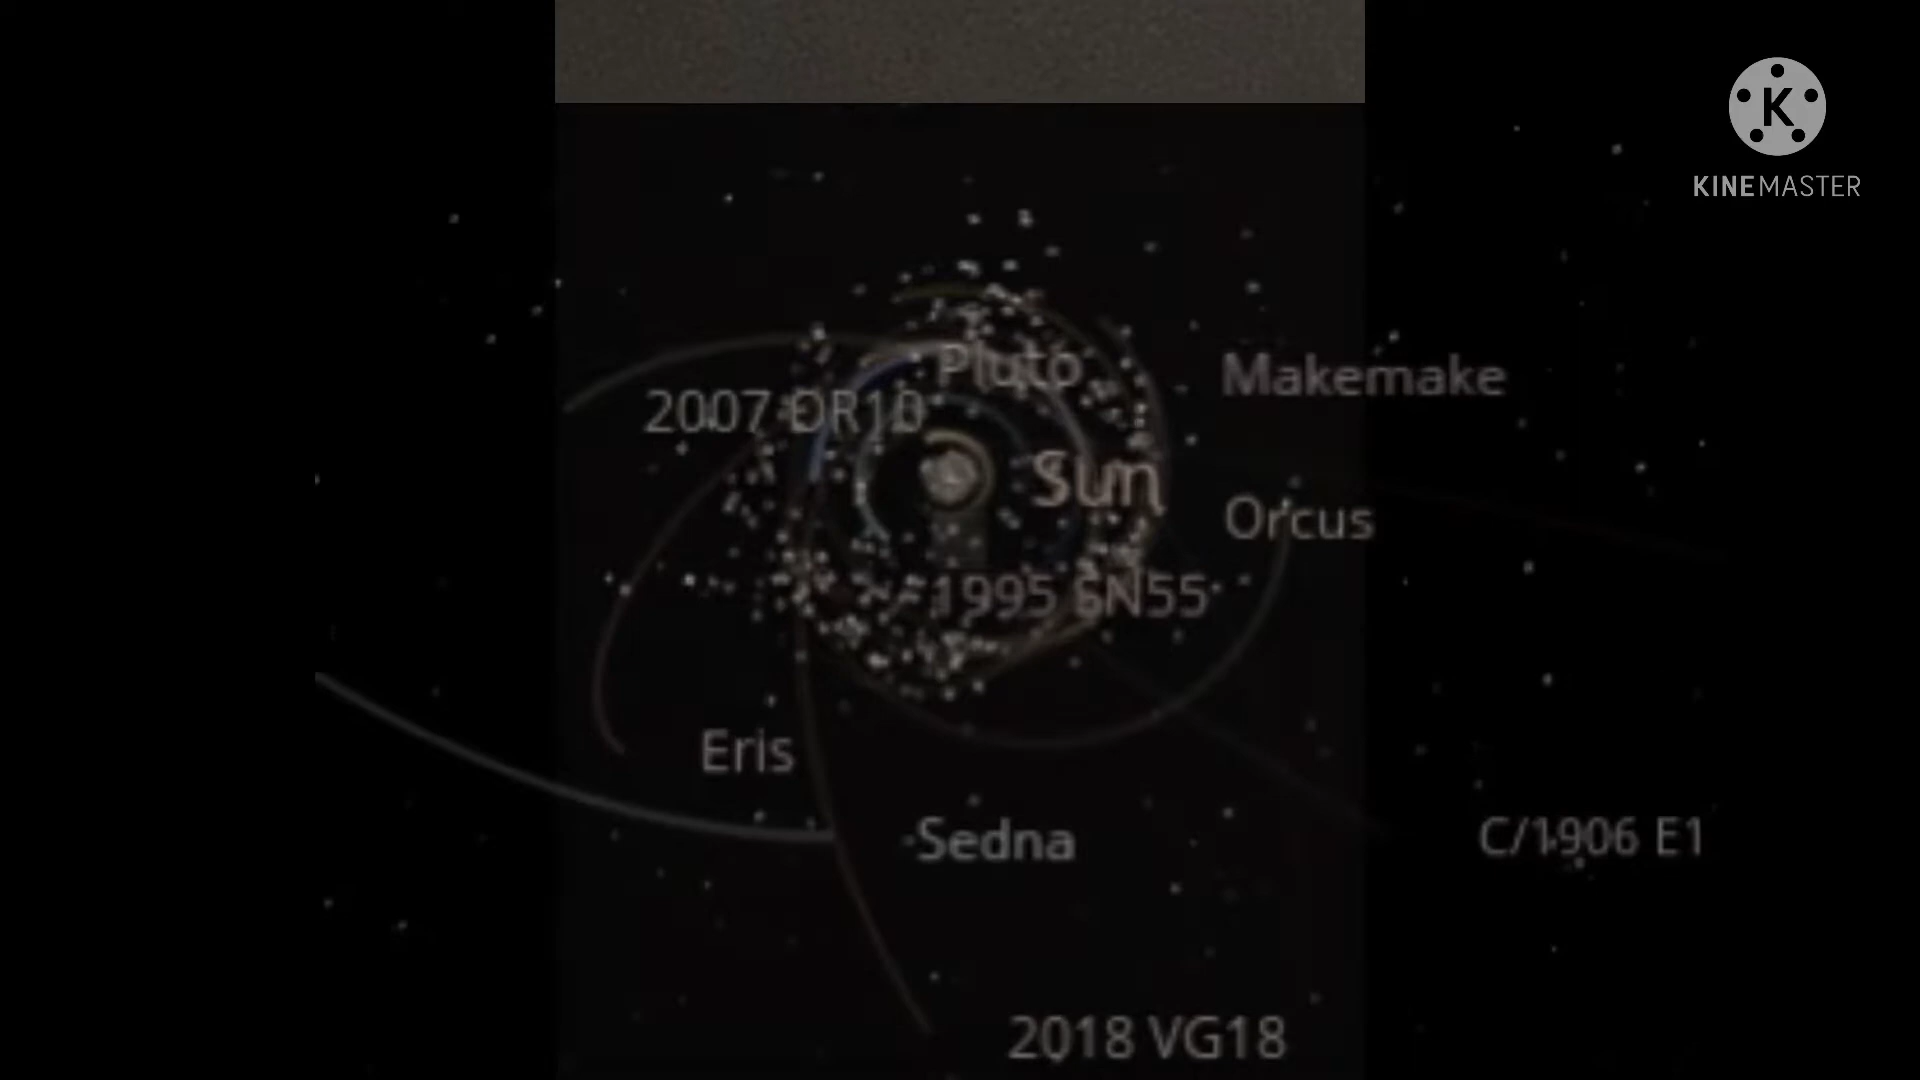 K
KINEMASTER
Pluto
Makemake
2007 OR10
Sun
Orcus
1995 SN55
Eris
Sedna
C/1906 E1
2018 VG18